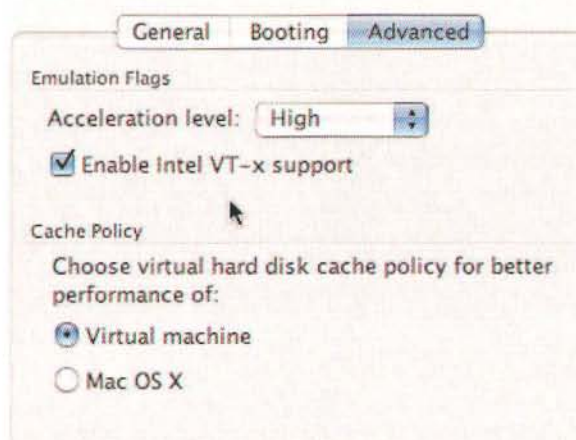 General Booting Advanced
Emulation Flags
Acceleration level: High
Enable Intel VT-x support
Cache Policy
Choose virtual hard disk cache policy for better
performance of:
Virtual machine
Mac OS X